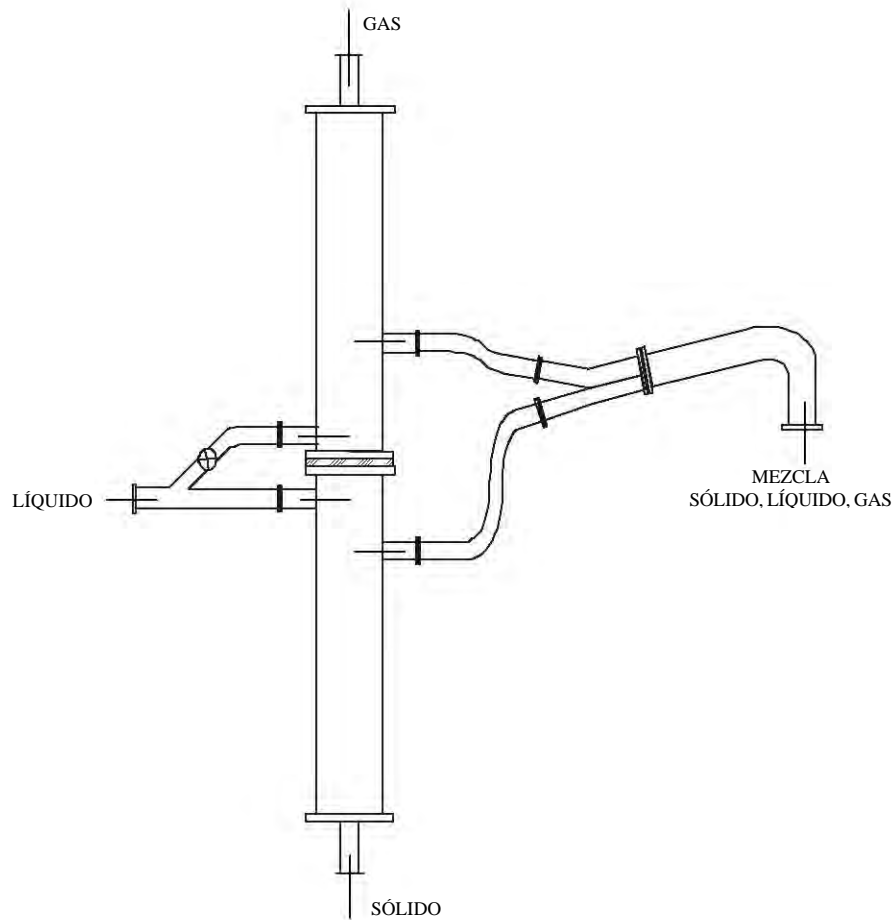 GAS
LÍQUIDO
MEZCLA
SÓLIDO, LÍQUIDO, GAS
SÓLIDO